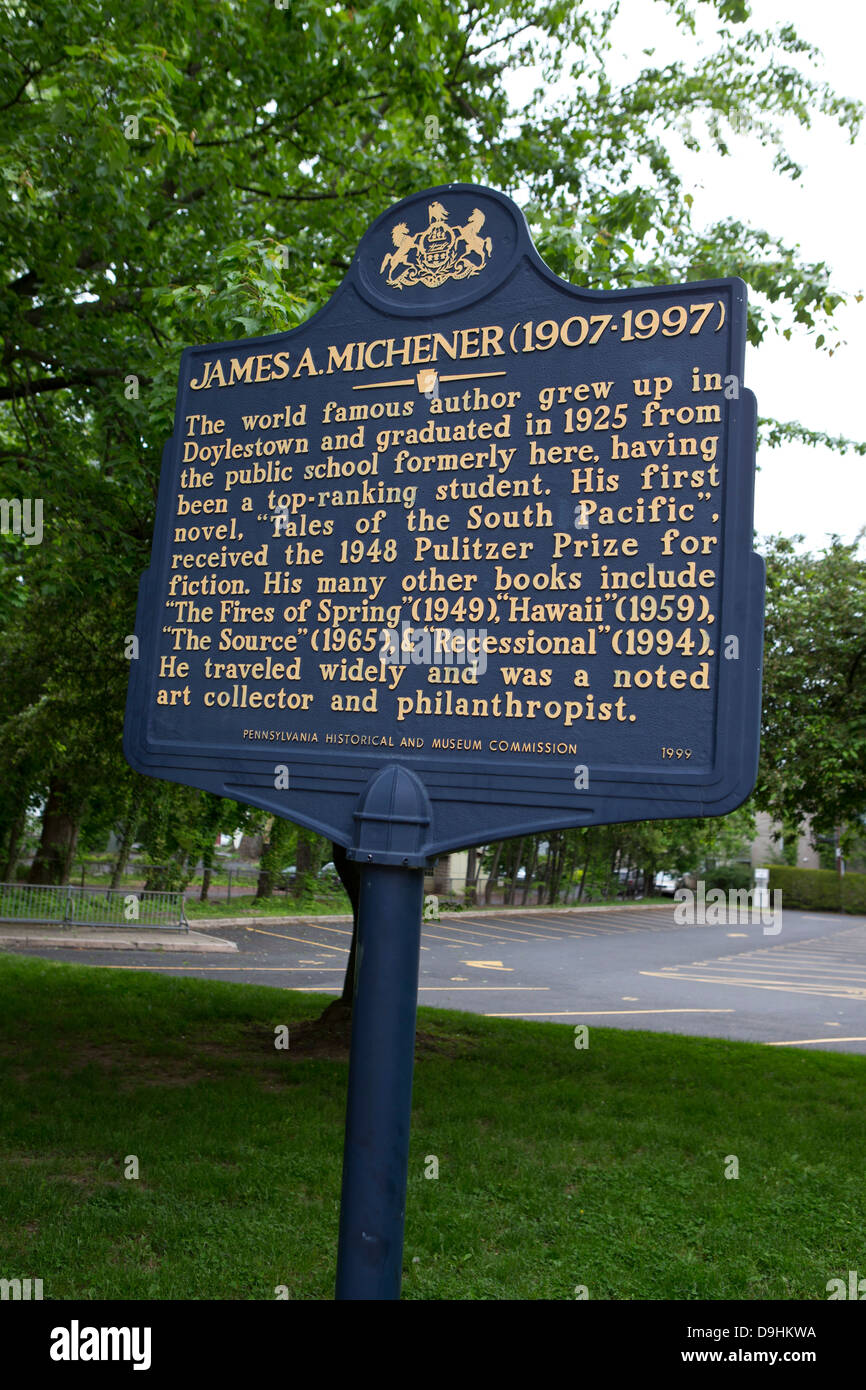 JAMES A. MICHENER (1907-1997)
The world famous author grew up in
Doylestown and graduated in 1925 from
the public school formerly here, having
been a top-ranking student. His first
novel, "Tales of the South Pacific",
received the 1948 Pulitzer Prize for
fiction. His many other books include
"The Fires of Spring" (1949), "Hawaii" (1959),
"The Source" (1965), & "Recessional" (1994).
He traveled widely and was a noted
art collector and philanthropist.
PENNSYLVANIA HISTORICAL AND MUSEUM COMMISSION 1999
alamy
Image ID: D9HKWA
www.alamy.com